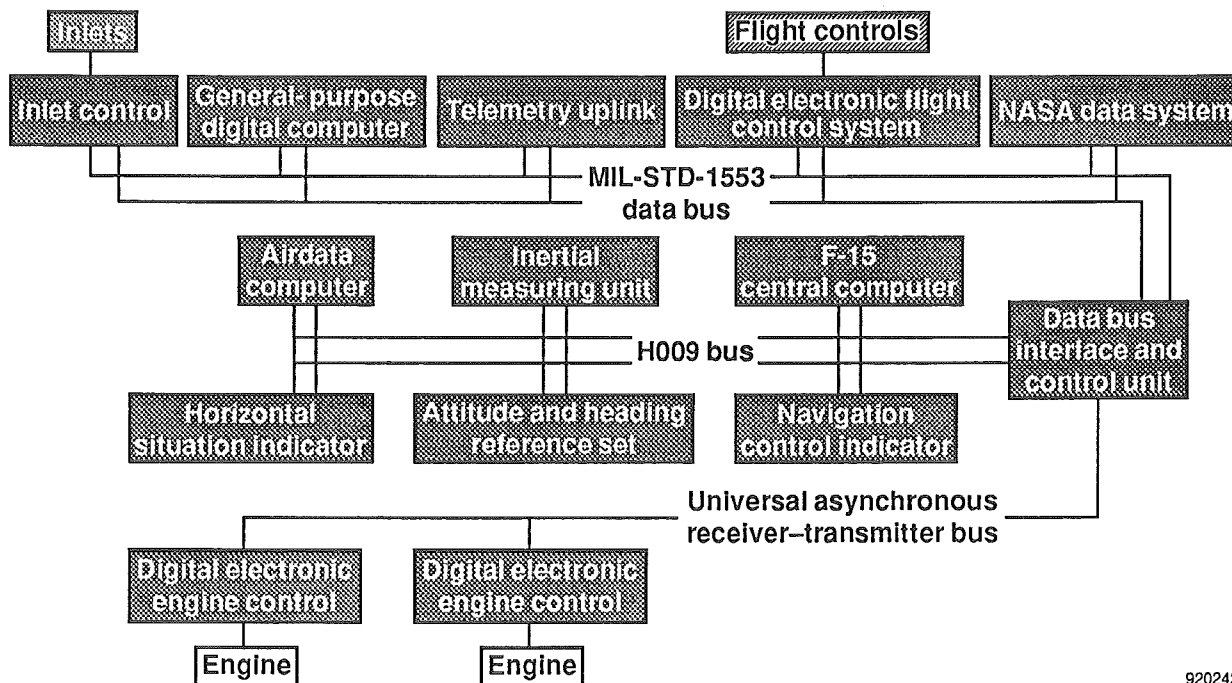 Inlets
Flight controls
Inlet control
General-purpose
digital computer
Telemetry uplink
Digital electronic flight
control system
NASA data system
MIL-STD-1553
data bus
Airdata
computer
Inertial
measuring unit
F-15
central computer
Data bus
interlace and
control unit
H009 bus
Horizontal
situation indicator
Attitude and heading
reference set
Navigation
control indicator
Universal asynchronous
receiver–transmitter bus
Digital electronic
engine control
Digital electronic
engine control
Engine
Engine